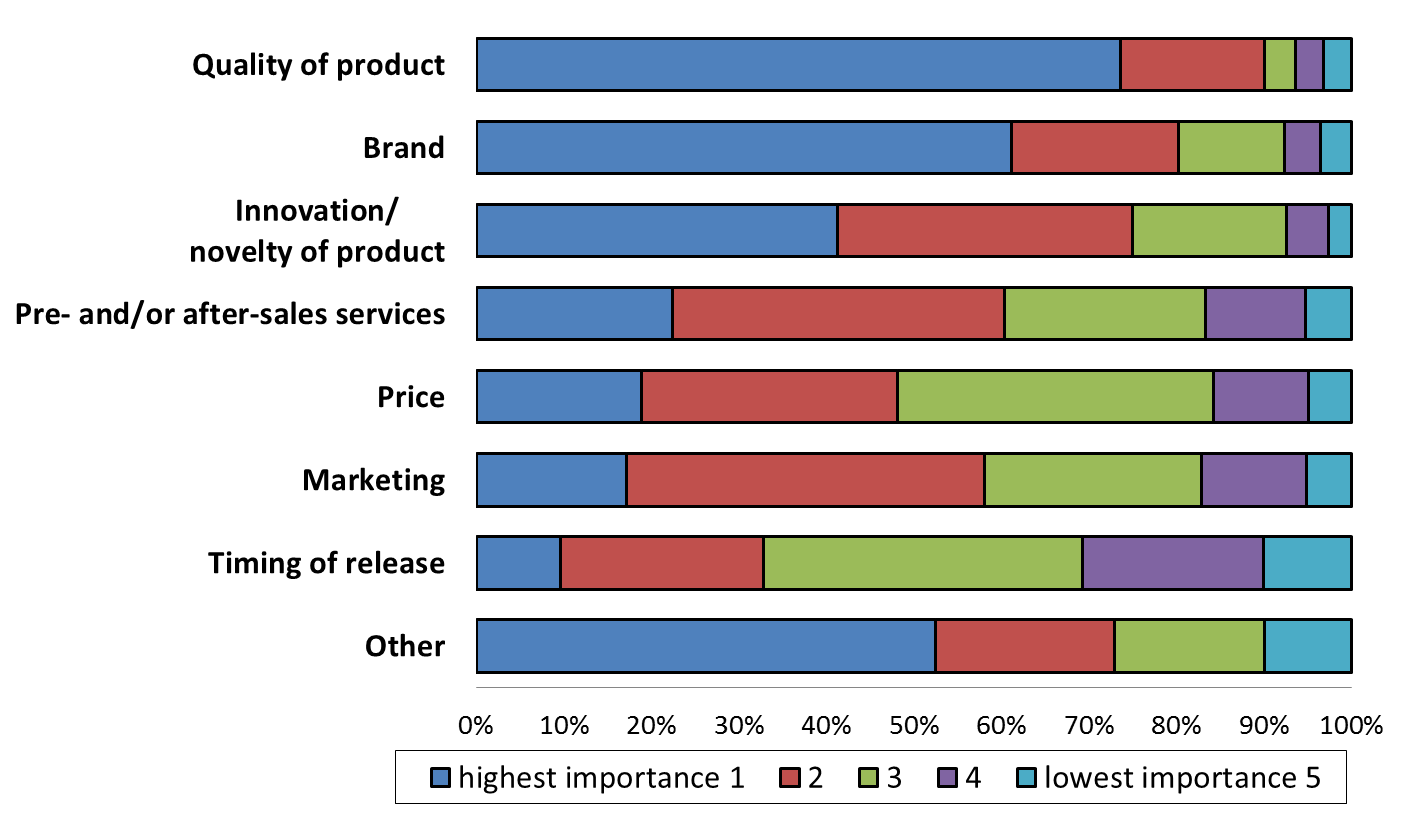 Quality of product
Brand
Innovation/
novelty of product
Pre- and/or after-sales services
Price
Marketing
Timing of release
Other
0% 10% 20% 30% 40% 50% 60% 70% 80% 90% 100%
highest importance 1 2 3 4 lowest importance 5